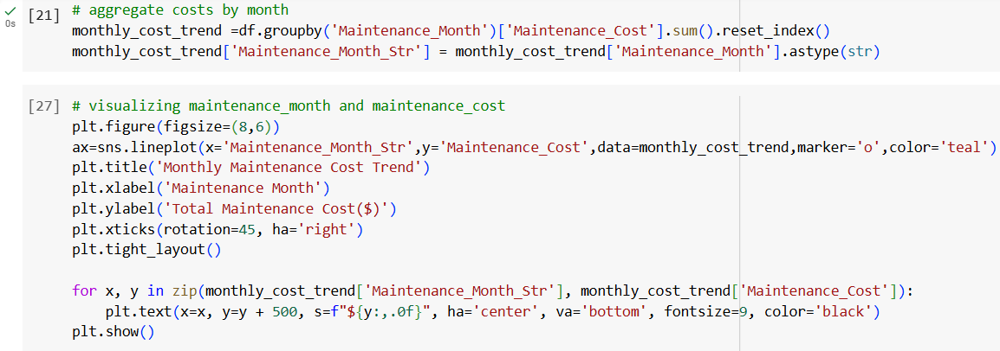 [21] # aggregate costs by month
0s
monthly_cost_trend =df.groupby('Maintenance_Month')['Maintenance_Cost'].sum().reset_index()
monthly_cost_trend['Maintenance_Month_Str'] = monthly_cost_trend['Maintenance_Month'].astype(str)
[27] # visualizing maintenance_month and maintenance_cost
plt.figure(figsize=(8,6))
ax=sns.lineplot(x='Maintenance_Month_Str',y='Maintenance_Cost',data=monthly_cost_trend,marker='o',color='teal')
plt.title('Monthly Maintenance Cost Trend')
plt.xlabel('Maintenance Month')
plt.ylabel('Total Maintenance Cost($)')
plt.xticks(rotation=45, ha='right')
plt.tight_layout()
for x, y in zip(monthly_cost_trend['Maintenance_Month_Str'], monthly_cost_trend['Maintenance_Cost']):
    plt.text(x=x, y=y + 500, s=f"${y:,.0f}", ha='center', va='bottom', fontsize=9, color='black')
plt.show()